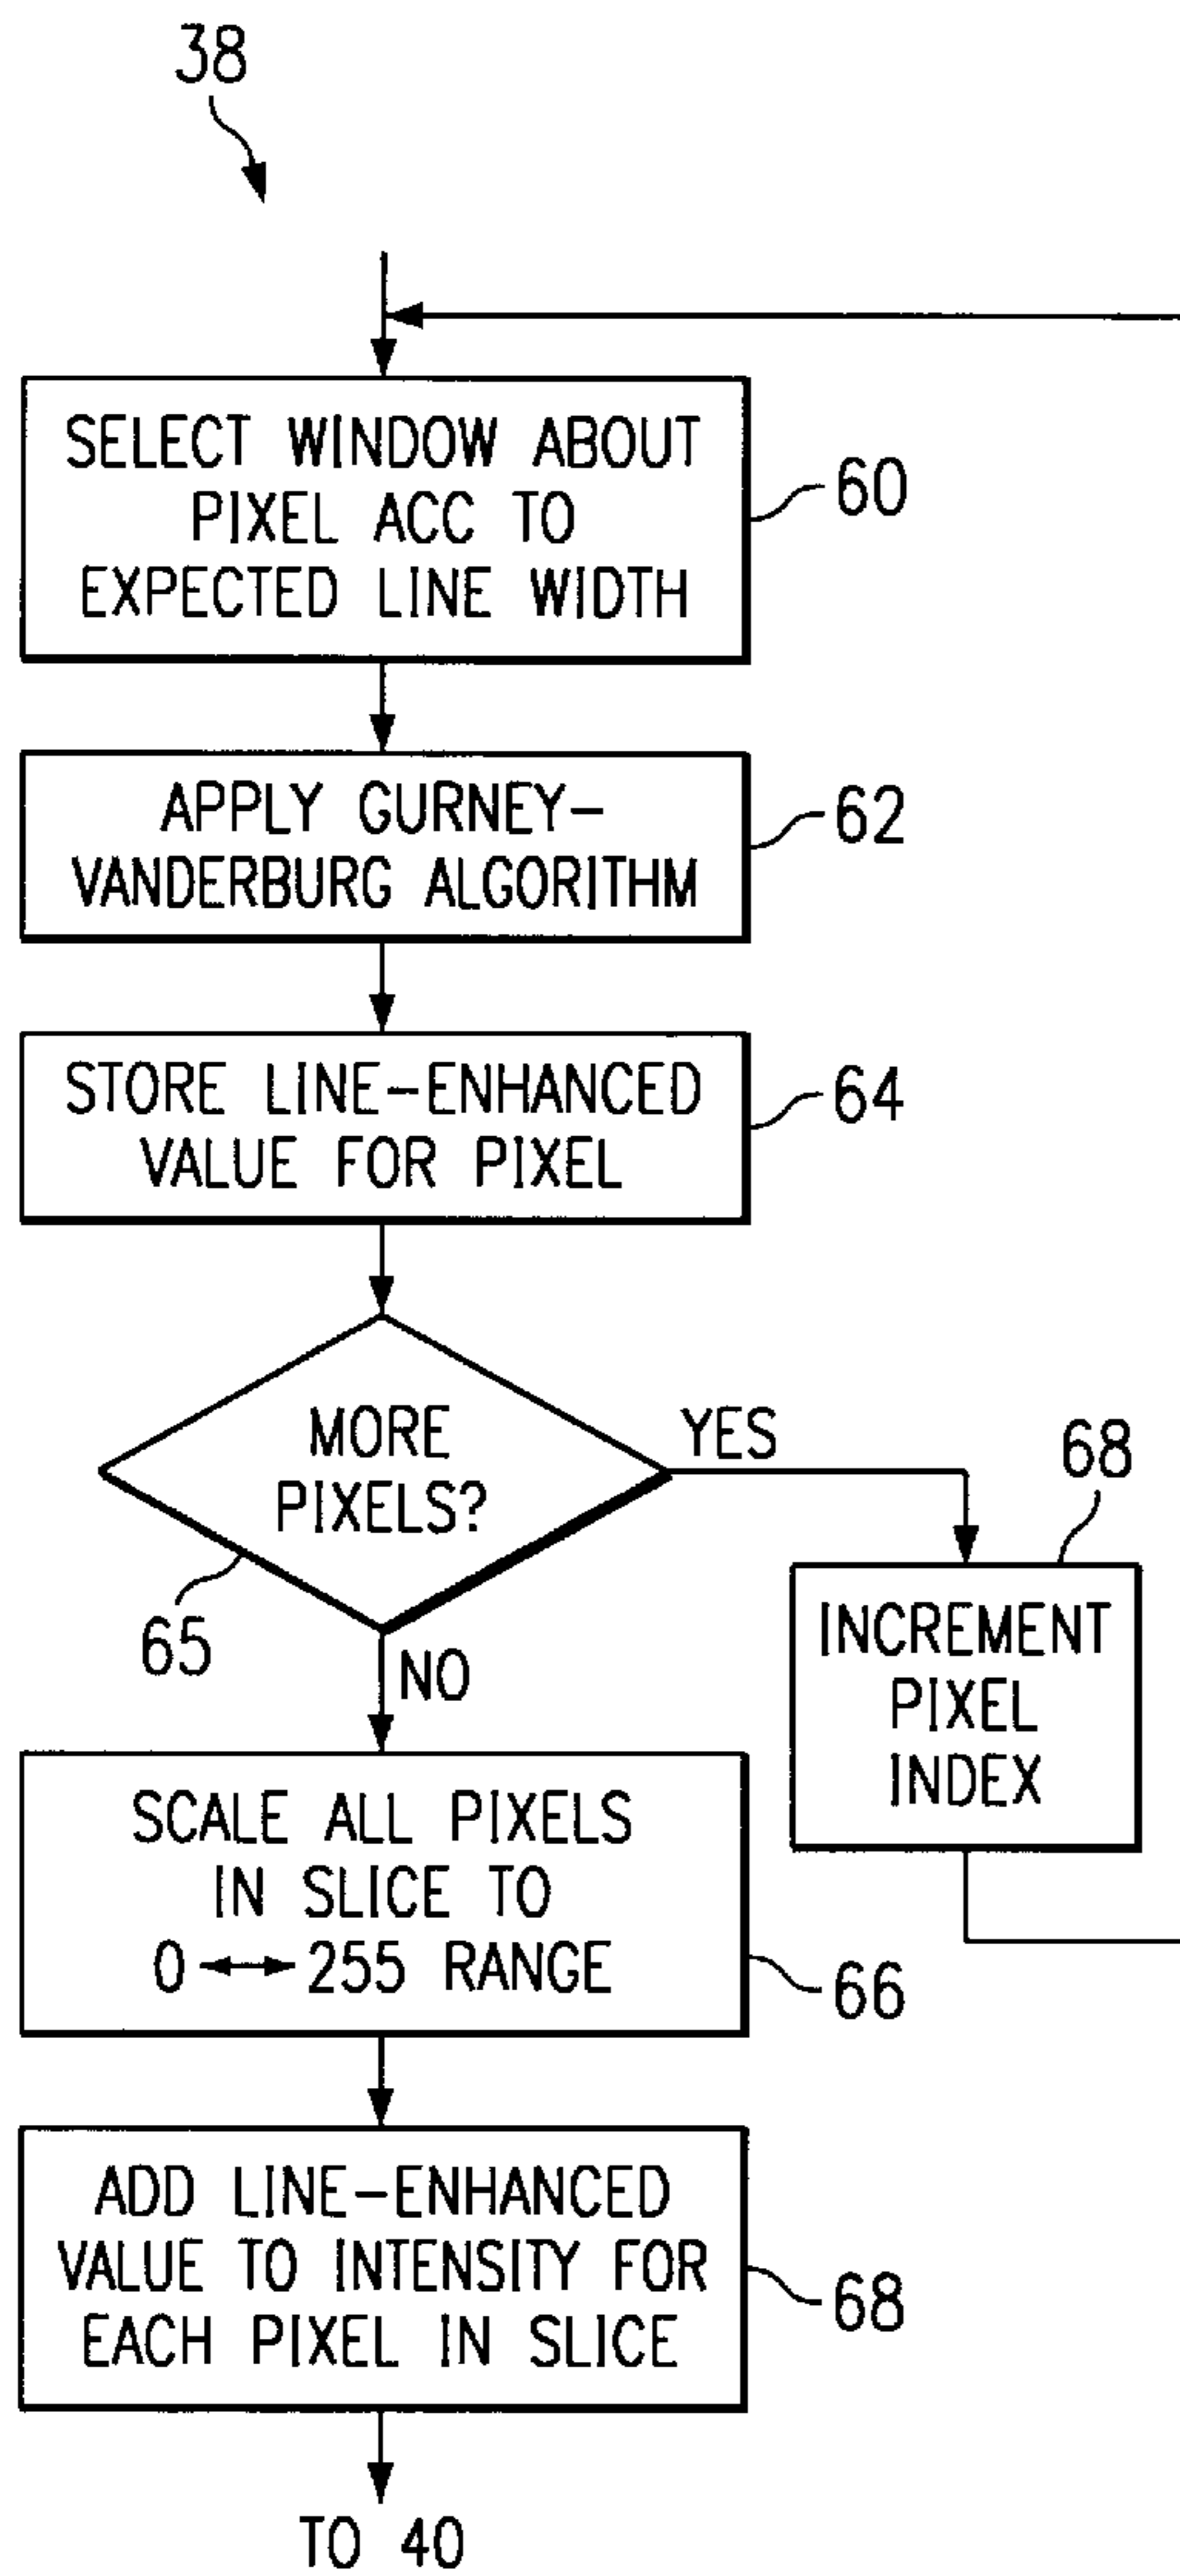 38
SELECT WINDOW ABOUT
PIXEL ACC TO
EXPECTED LINE WIDTH
60
APPLY GURNEY-
VANDERBURG ALGORITHM
62
STORE LINE-ENHANCED
VALUE FOR PIXEL
64
MORE
PIXELS?
YES
65
NO
68
INCREMENT
PIXEL
INDEX
SCALE ALL PIXELS
IN SLICE TO
0 ↔ 255 RANGE
66
ADD LINE-ENHANCED
VALUE TO INTENSITY FOR
EACH PIXEL IN SLICE
68
TO 40